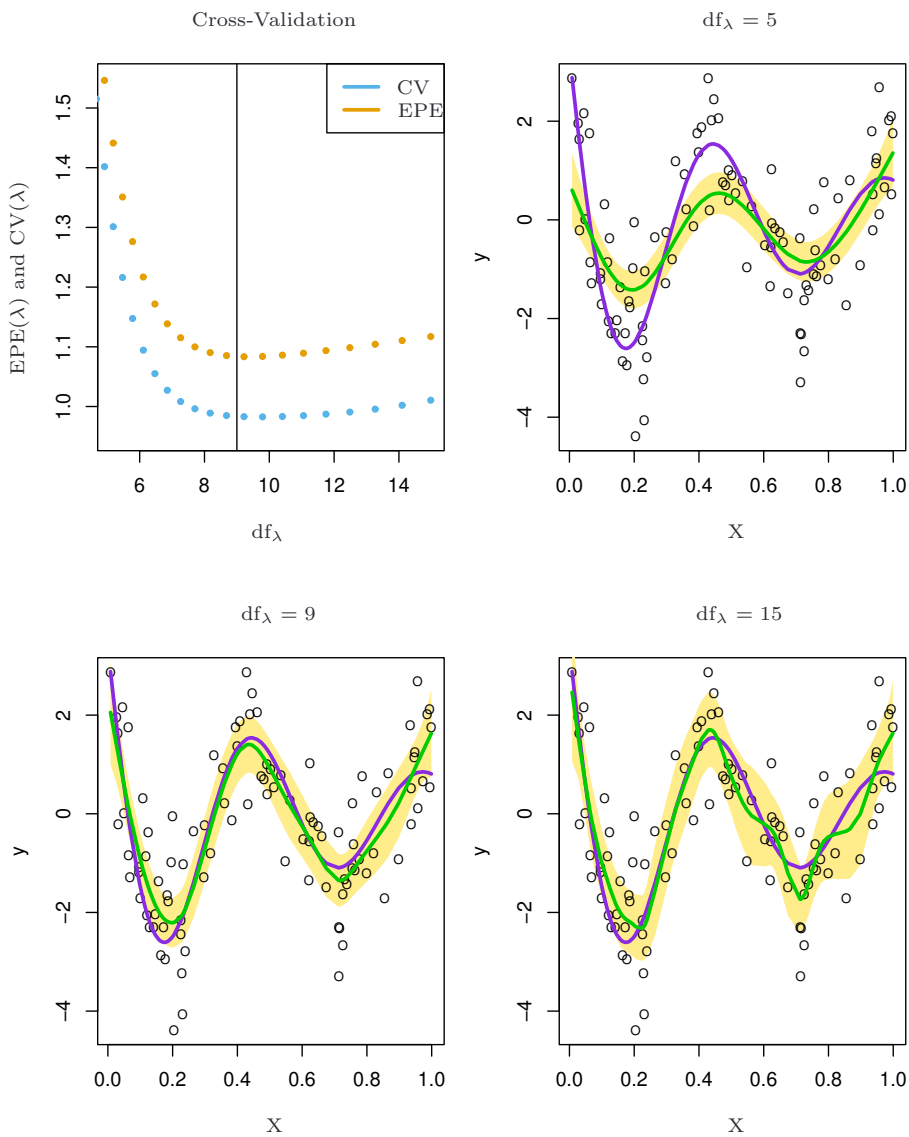 Cross-Validation
EPE(λ) and CV(λ)
1.0 1.1 1.2 1.3 1.4 1.5
CV
EPE
6 8 10 12 14
df_λ
df_λ = 5
y
−4 −2 0 2
0.0 0.2 0.4 0.6 0.8 1.0
X
df_λ = 9
y
−4 −2 0 2
0.0 0.2 0.4 0.6 0.8 1.0
X
df_λ = 15
y
−4 −2 0 2
0.0 0.2 0.4 0.6 0.8 1.0
X